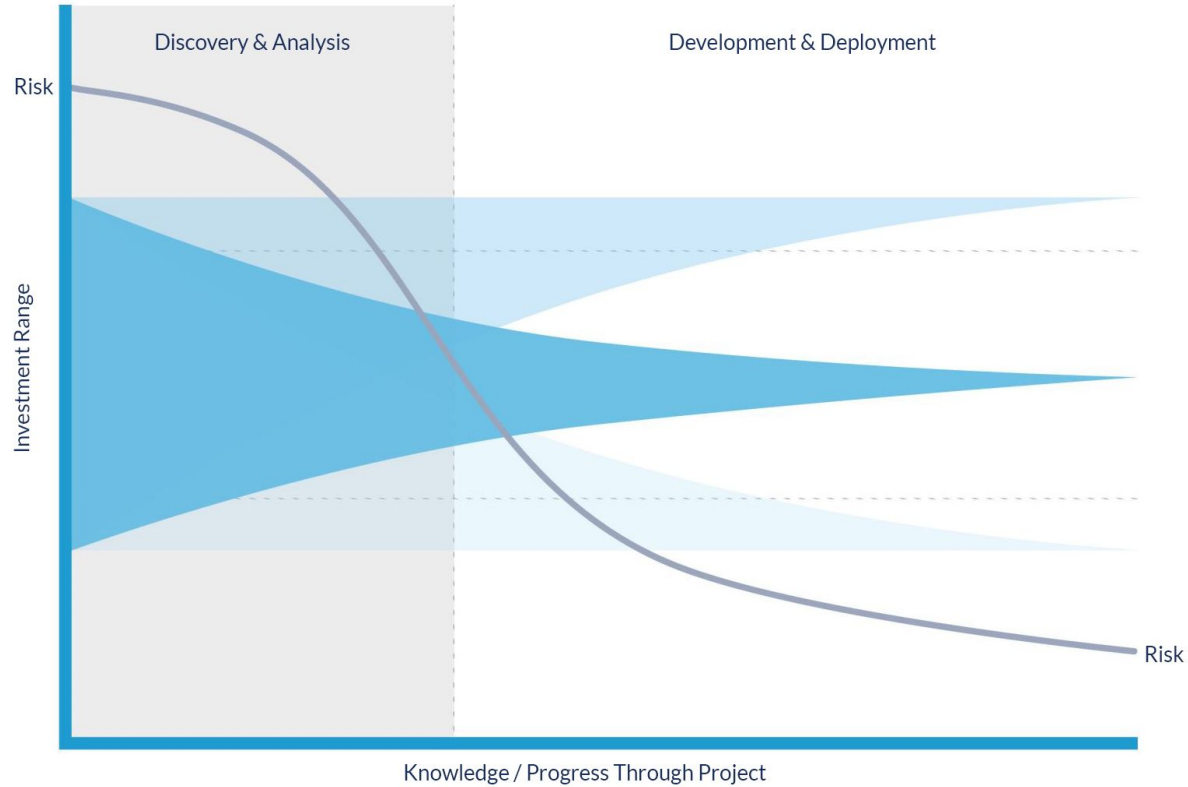 Discovery & Analysis
Development & Deployment
Risk
Investment Range
Risk
Knowledge / Progress Through Project